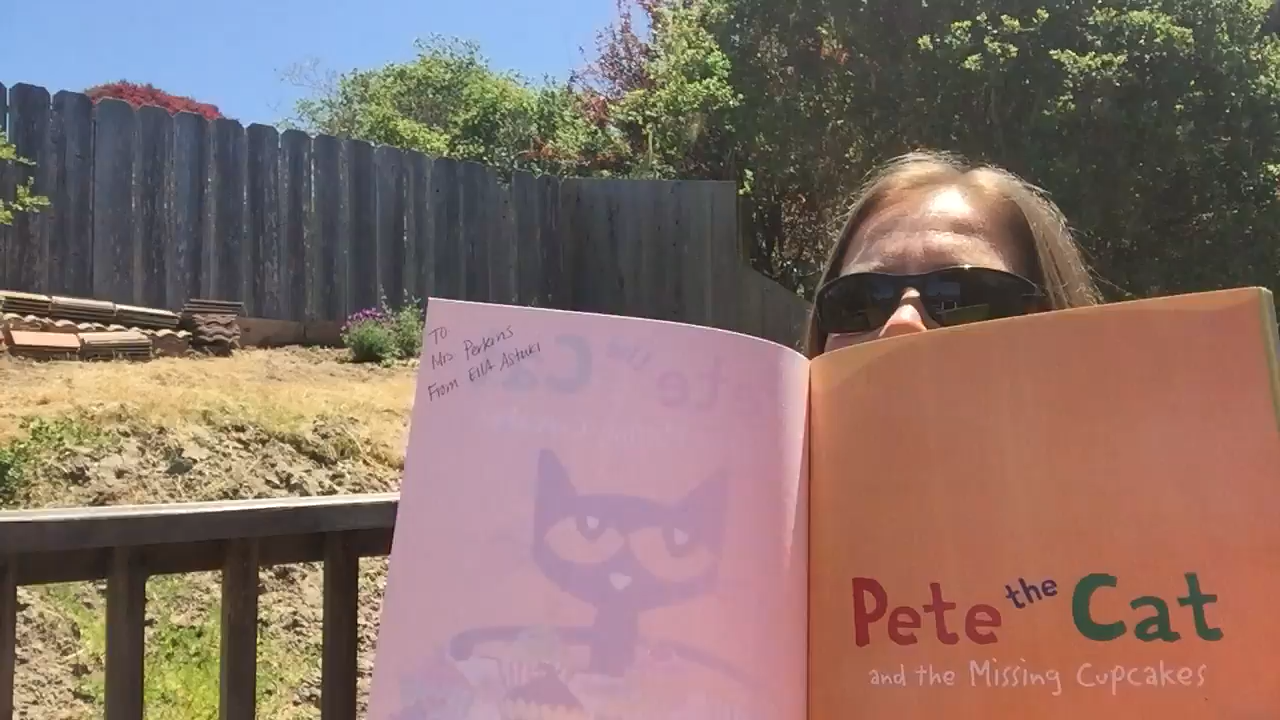 TO
Mrs Perkins
From Ella Astuki
Pete the Cat
and the Missing Cupcakes